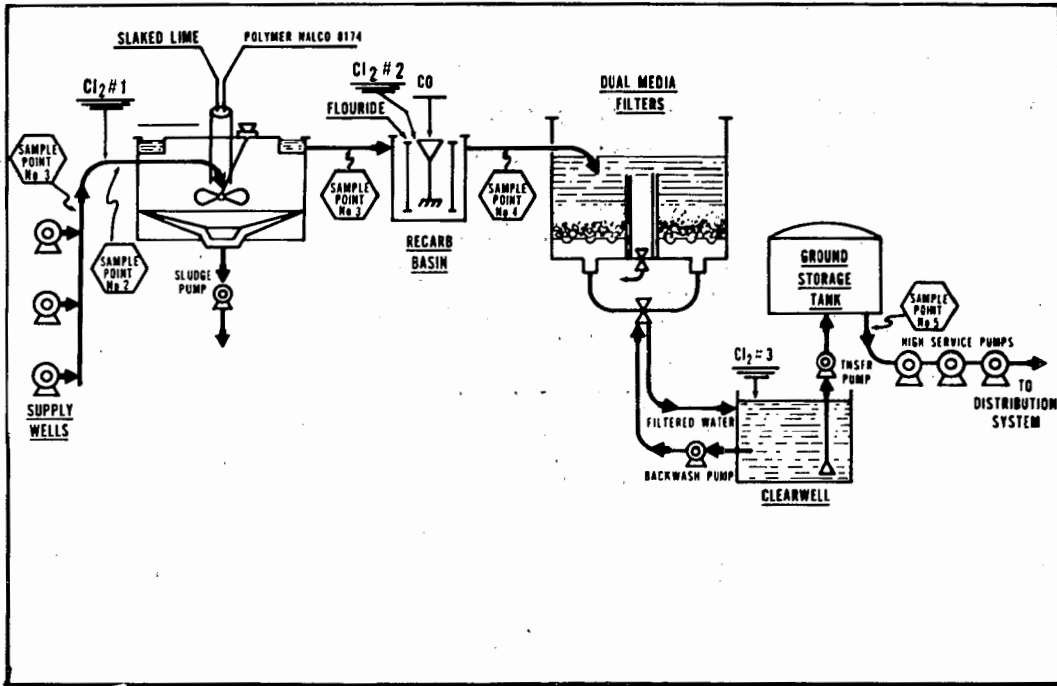 SLAKED LIME
POLYMER NALCO 8174
Cl2 #1
Cl2 #2
CO
FLOURIDE
DUAL MEDIA
FILTERS
SAMPLE
POINT
No 3
SAMPLE
POINT
No 2
SAMPLE
POINT
No 3
SAMPLE
POINT
No 4
RECARB
BASIN
SLUDGE
PUMP
SUPPLY
WELLS
GROUND
STORAGE
TANK
SAMPLE
POINT
No 5
HIGH SERVICE PUMPS
TO
DISTRIBUTION
SYSTEM
TNSFR
PUMP
Cl2 #3
FILTERED WATER
BACKWASH PUMP
CLEARWELL